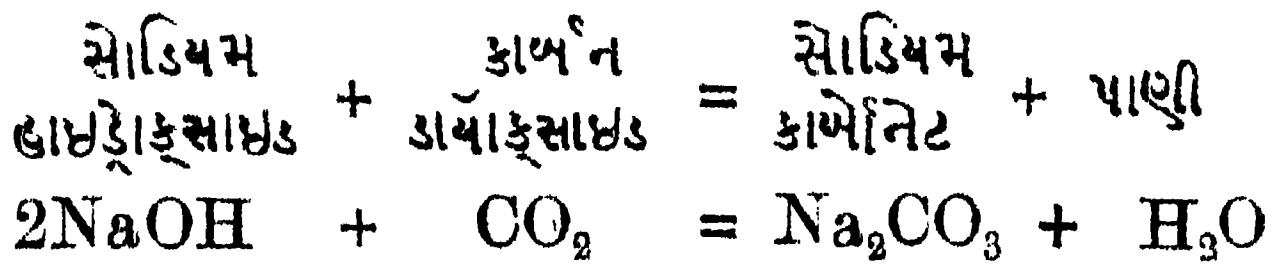 સોડિયમ કાર્બન સોડિયમ
+ = + પાણી
હાઇડ્રોક્સાઇડ ડાયૉક્સાઇડ કાર્બોનેટ
2NaOH + CO₂ = Na₂CO₃ + H₂O